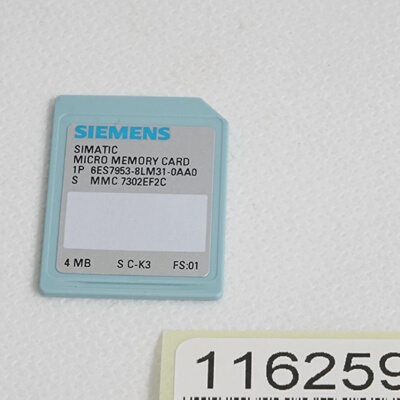 SIEMENS
SIMATIC
MICRO MEMORY CARD
1P 6ES7953-8LM31-0AA0
S MMC 7302EF2C
4 MB S C-K3 FS:01
116259